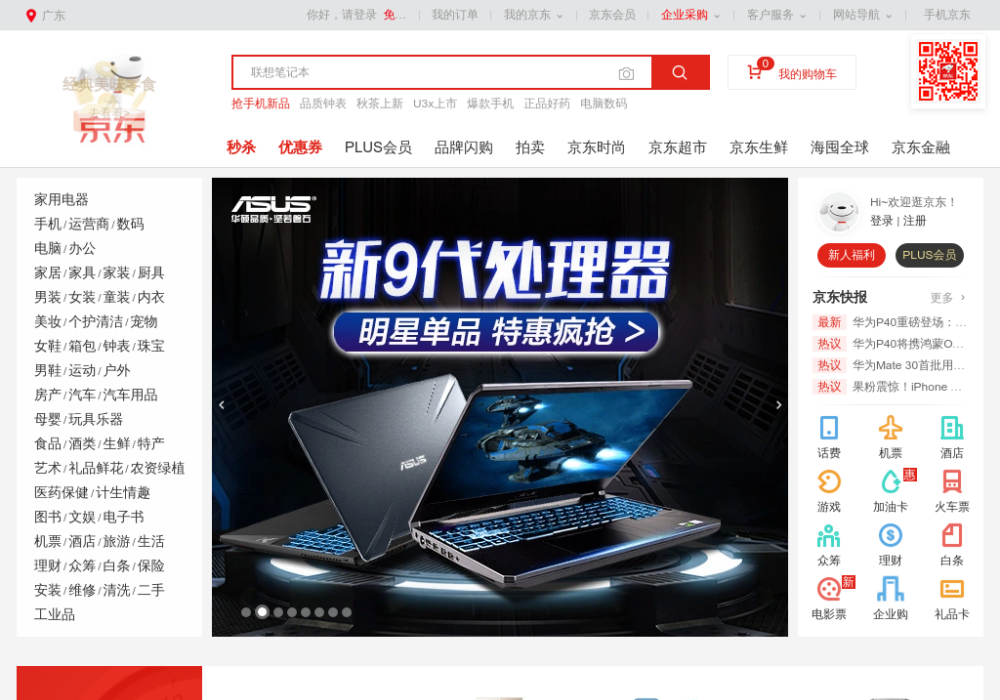 广东
你好，请登录 免...
我的订单
我的京东
京东会员
企业采购
客户服务
网站导航
手机京东
经典美味零食
去看看>
京东
联想笔记本
0
我的购物车
抢手机新品 品质钟表 秋茶上新 U3x上市 爆款手机 正品好药 电脑数码
秒杀 优惠券 PLUS会员 品牌闪购 拍卖 京东时尚 京东超市 京东生鲜 海囤全球 京东金融
家用电器
手机/运营商/数码
电脑/办公
家居/家具/家装/厨具
男装/女装/童装/内衣
美妆/个护清洁/宠物
女鞋/箱包/钟表/珠宝
男鞋/运动/户外
房产/汽车/汽车用品
母婴/玩具乐器
食品/酒类/生鲜/特产
艺术/礼品鲜花/农资绿植
医药保健/计生情趣
图书/文娱/电子书
机票/酒店/旅游/生活
理财/众筹/白条/保险
安装/维修/清洗/二手
工业品
ASUS®
华硕品质·坚若磐石
新9代处理器
明星单品 特惠疯抢 >
ASUS
Hi~欢迎逛京东！
登录 | 注册
新人福利 PLUS会员
京东快报 更多
最新 华为P40重磅登场：...
热议 华为P40将携鸿蒙O...
热议 华为Mate 30首批用...
热议 果粉震惊！iPhone ...
话费 机票 酒店
惠
游戏 加油卡 火车票
众筹 理财 白条
新
电影票 企业购 礼品卡